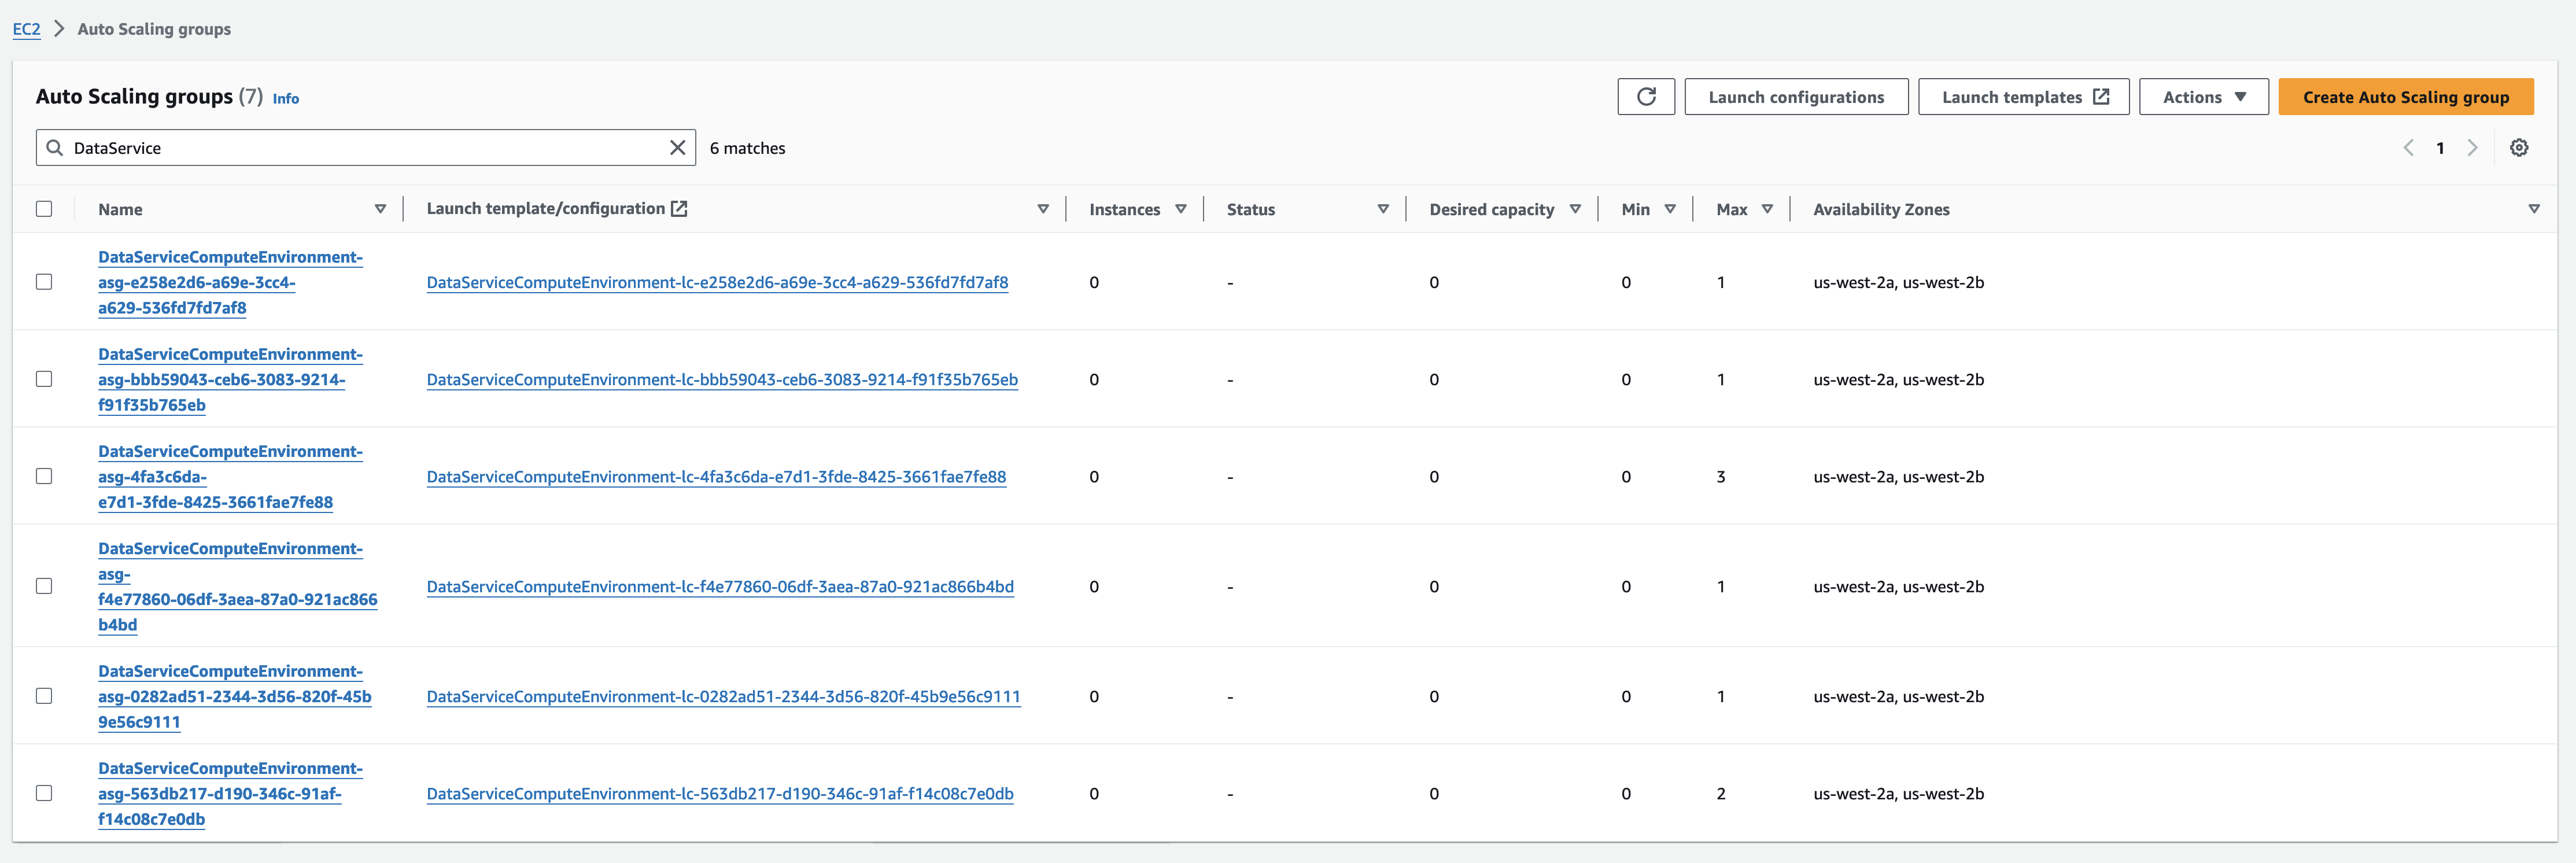 EC2 > Auto Scaling groups
Auto Scaling groups (7) Info
Launch configurations
Launch templates
Actions
Create Auto Scaling group
DataService
6 matches
1
Name
Launch template/configuration
Instances
Status
Desired capacity
Min
Max
Availability Zones
DataServiceComputeEnvironment-
asg-e258e2d6-a69e-3cc4-
a629-536fd7fd7af8
DataServiceComputeEnvironment-lc-e258e2d6-a69e-3cc4-a629-536fd7fd7af8
0
-
0
0
1
us-west-2a, us-west-2b
DataServiceComputeEnvironment-
asg-bbb59043-ceb6-3083-9214-
f91f35b765eb
DataServiceComputeEnvironment-lc-bbb59043-ceb6-3083-9214-f91f35b765eb
0
-
0
0
1
us-west-2a, us-west-2b
DataServiceComputeEnvironment-
asg-4fa3c6da-
e7d1-3fde-8425-3661fae7fe88
DataServiceComputeEnvironment-lc-4fa3c6da-e7d1-3fde-8425-3661fae7fe88
0
-
0
0
3
us-west-2a, us-west-2b
DataServiceComputeEnvironment-
asg-
f4e77860-06df-3aea-87a0-921ac866
b4bd
DataServiceComputeEnvironment-lc-f4e77860-06df-3aea-87a0-921ac866b4bd
0
-
0
0
1
us-west-2a, us-west-2b
DataServiceComputeEnvironment-
asg-0282ad51-2344-3d56-820f-45b
9e56c9111
DataServiceComputeEnvironment-lc-0282ad51-2344-3d56-820f-45b9e56c9111
0
-
0
0
1
us-west-2a, us-west-2b
DataServiceComputeEnvironment-
asg-563db217-d190-346c-91af-
f14c08c7e0db
DataServiceComputeEnvironment-lc-563db217-d190-346c-91af-f14c08c7e0db
0
-
0
0
2
us-west-2a, us-west-2b